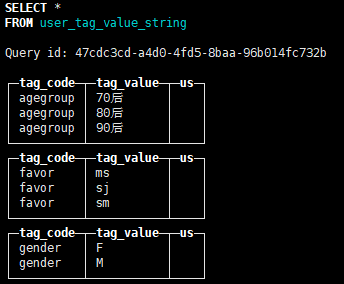 SELECT *
FROM user_tag_value_string
Query id: 47cdc3cd-a4d0-4fd5-8baa-96b014fc732b
tag_code tag_value us
agegroup 70后
agegroup 80后
agegroup 90后
tag_code tag_value us
favor ms
favor sj
favor sm
tag_code tag_value us
gender F
gender M